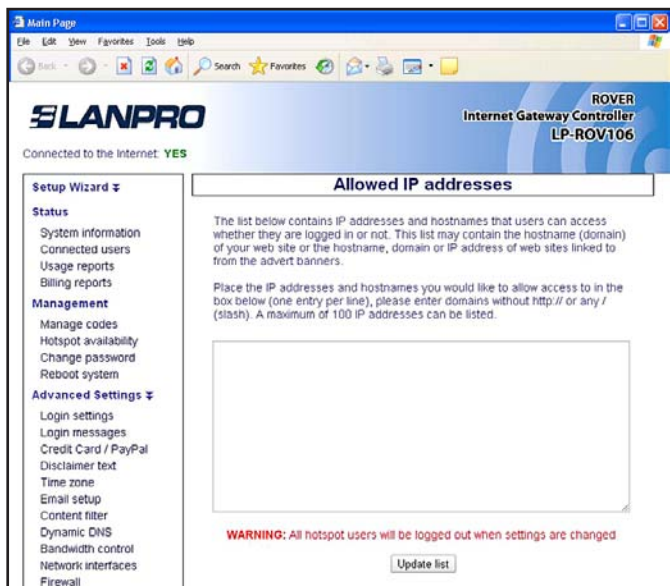 Main Page
File Edit View Favorites Tools Help
Back Search Favorites
LANPRO
ROVER
Internet Gateway Controller
LP-ROV106
Connected to the Internet: YES
Setup Wizard
Status
System information
Connected users
Usage reports
Billing reports
Management
Manage codes
Hotspot availability
Change password
Reboot system
Advanced Settings
Login settings
Login messages
Credit Card / PayPal
Disclaimer text
Time zone
Email setup
Content filter
Dynamic DNS
Bandwidth control
Network interfaces
Firewall
Allowed IP addresses
The list below contains IP addresses and hostnames that users can access
whether they are logged in or not. This list may contain the hostname (domain)
of your web site or the hostname, domain or IP address of web sites linked to
from the advert banners.
Place the IP addresses and hostnames you would like to allow access to in the
box below (one entry per line), please enter domains without http:// or any /
(slash). A maximum of 100 IP addresses can be listed.
WARNING: All hotspot users will be logged out when settings are changed
Update list